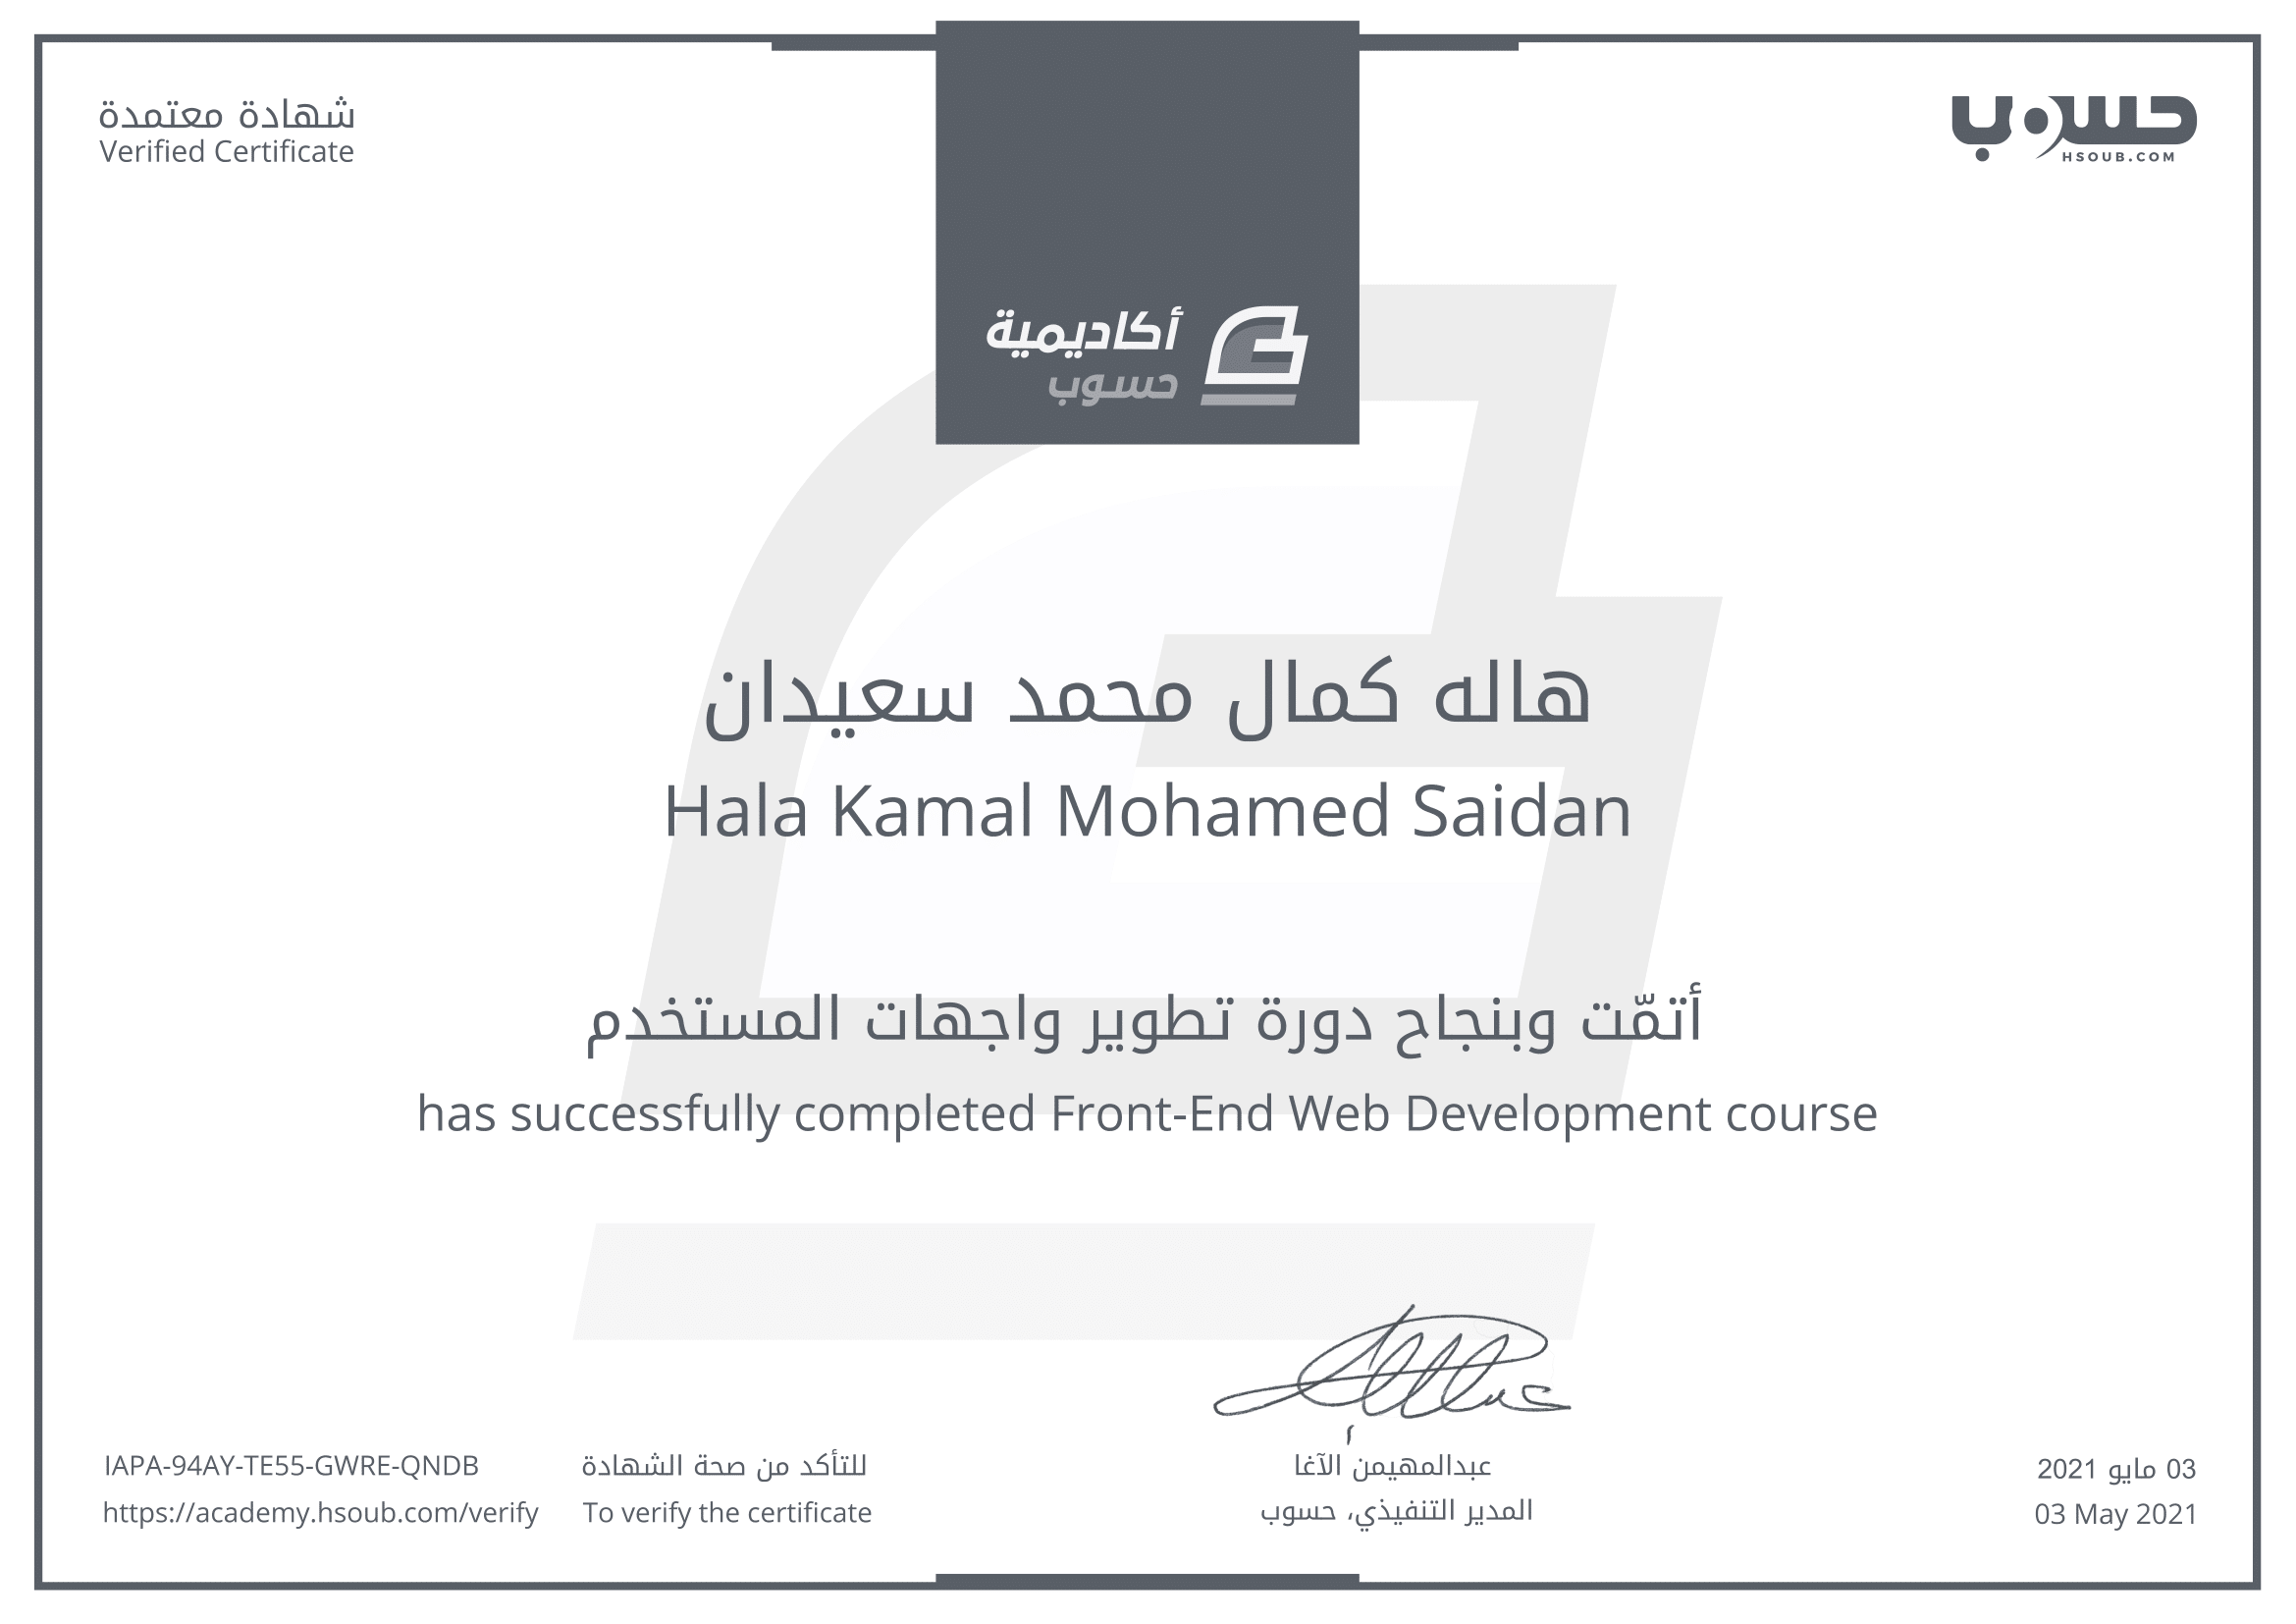 شهادة معتمدة
Verified Certificate
حسوب
HSOUB.COM
أكاديمية
حسوب
هاله كمال محمد سعيدان
Hala Kamal Mohamed Saidan
أتمّت وبنجاح دورة تطوير واجهات المستخدم
has successfully completed Front-End Web Development course
IAPA-94AY-TE55-GWRE-QNDB
https://academy.hsoub.com/verify
للتأكد من صحة الشهادة
To verify the certificate
عبدالمهيمن الآغا
المدير التنفيذي، حسوب
03 مايو 2021
03 May 2021